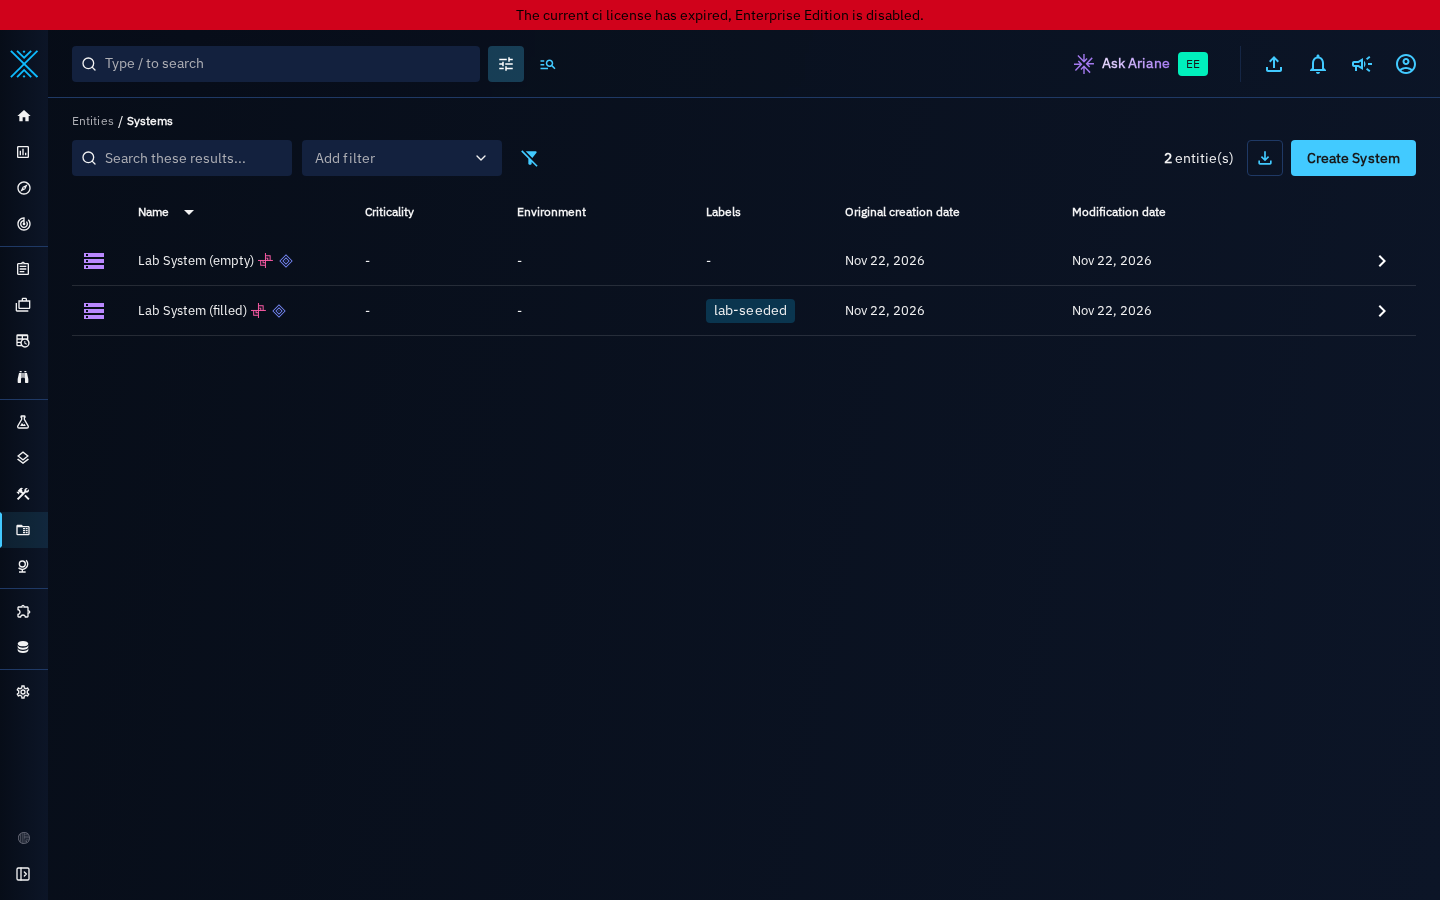 The current ci license has expired, Enterprise Edition is disabled.
Type / to search
Ask Ariane EE
Entities / Systems
Search these results... Add filter 2 entitie(s) Create System
Name Criticality Environment Labels Original creation date Modification date
Lab System (empty) - - - Nov 22, 2026 Nov 22, 2026
Lab System (filled) - - lab-seeded Nov 22, 2026 Nov 22, 2026